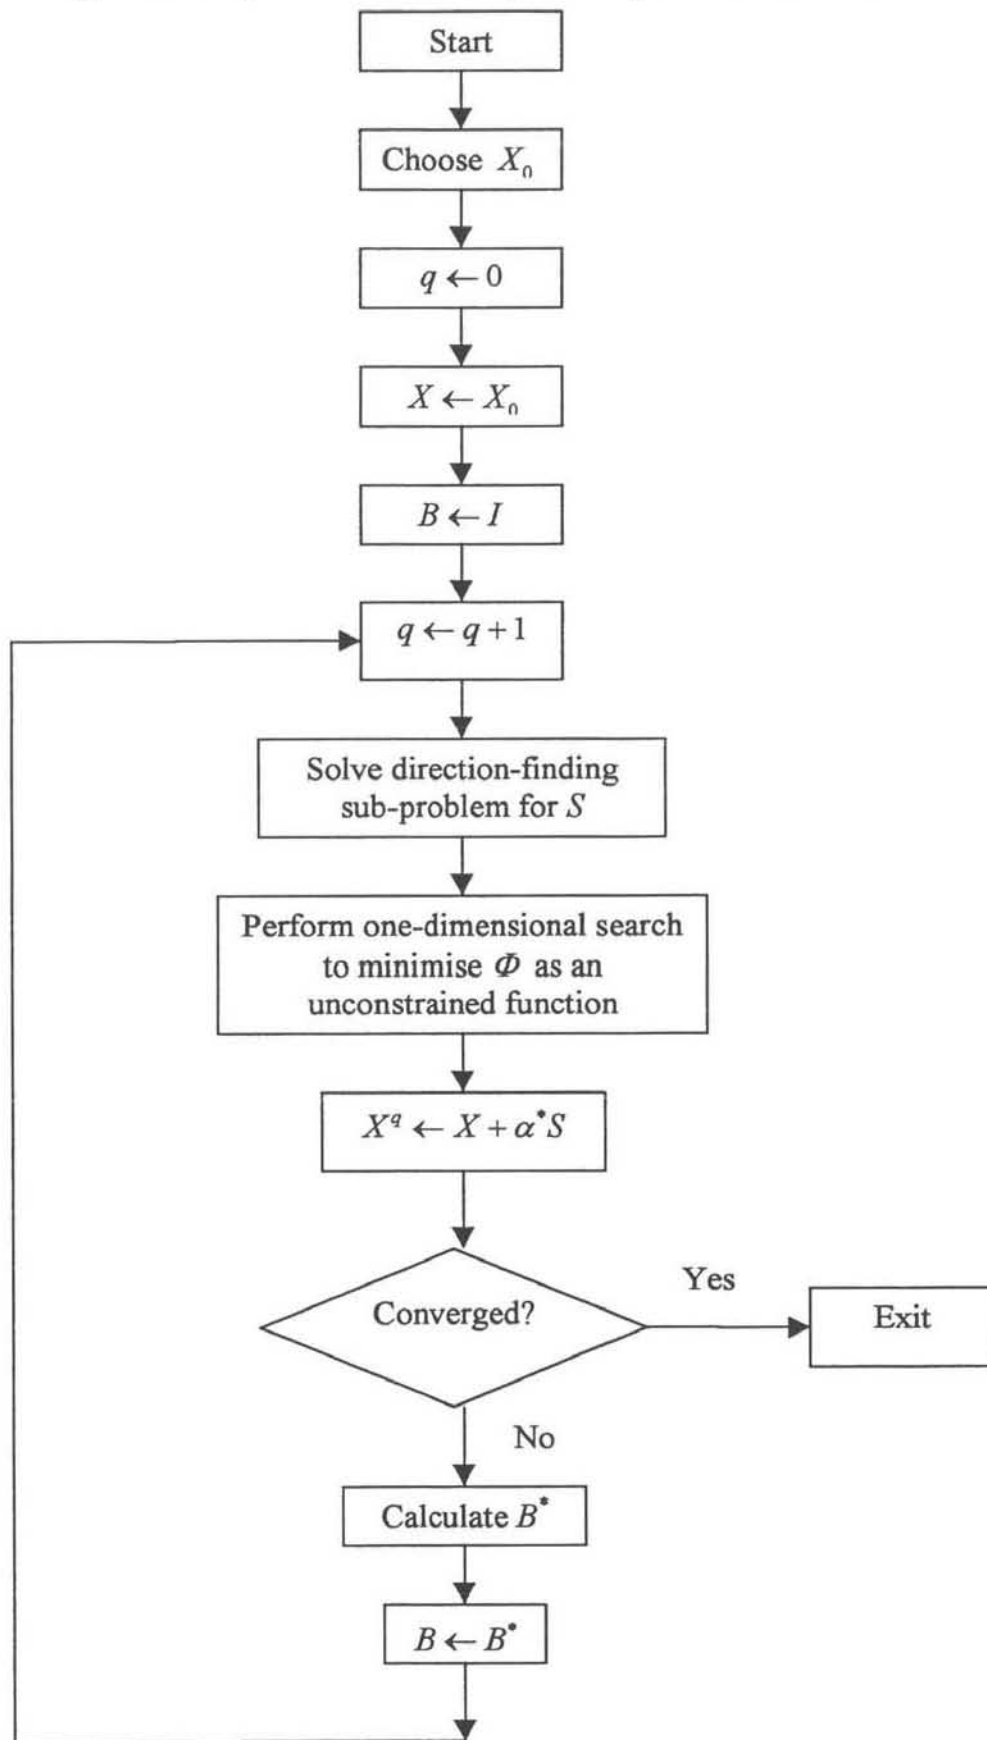 Start
Choose X₀
q ← 0
X ← X₀
B ← I
q ← q + 1
Solve direction-finding
sub-problem for S
Perform one-dimensional search
to minimise Φ as an
unconstrained function
X^q ← X + α*S
Converged?
Yes
Exit
No
Calculate B*
B ← B*